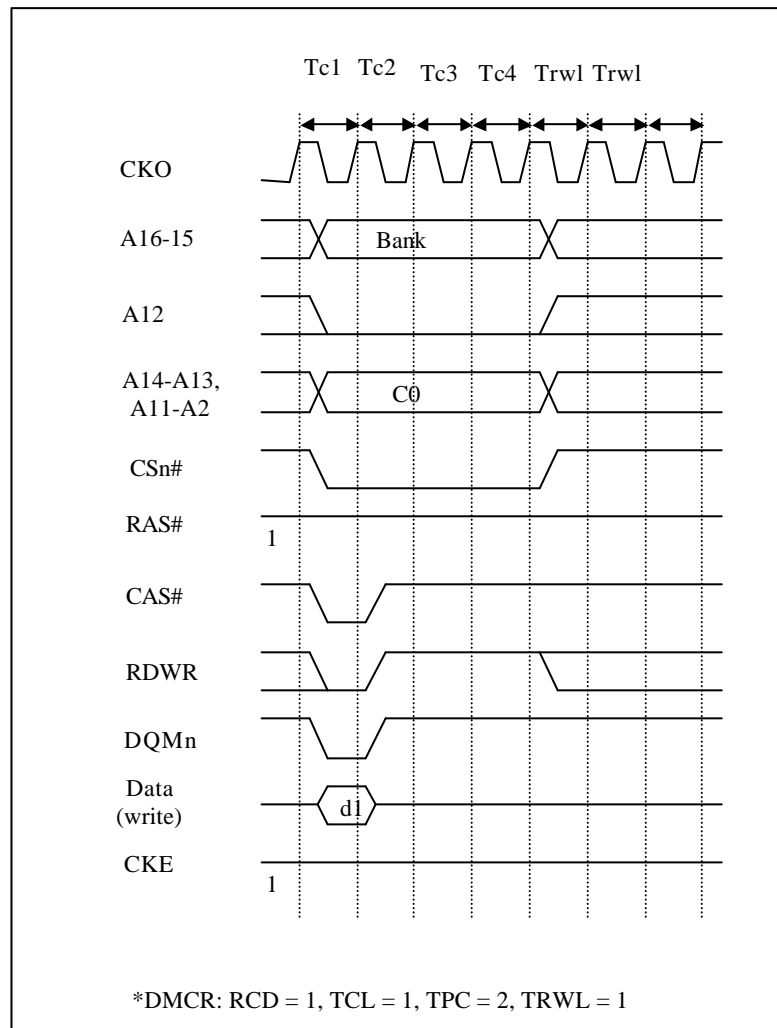 Tc1 Tc2 Tc3 Tc4 Trwl Trwl
CKO
A16-15
Bank
A12
A14-A13,
A11-A2
C0
CSn#
RAS#
1
CAS#
RDWR
DQMn
Data
(write)
d1
CKE
1
*DMCR: RCD = 1, TCL = 1, TPC = 2, TRWL = 1